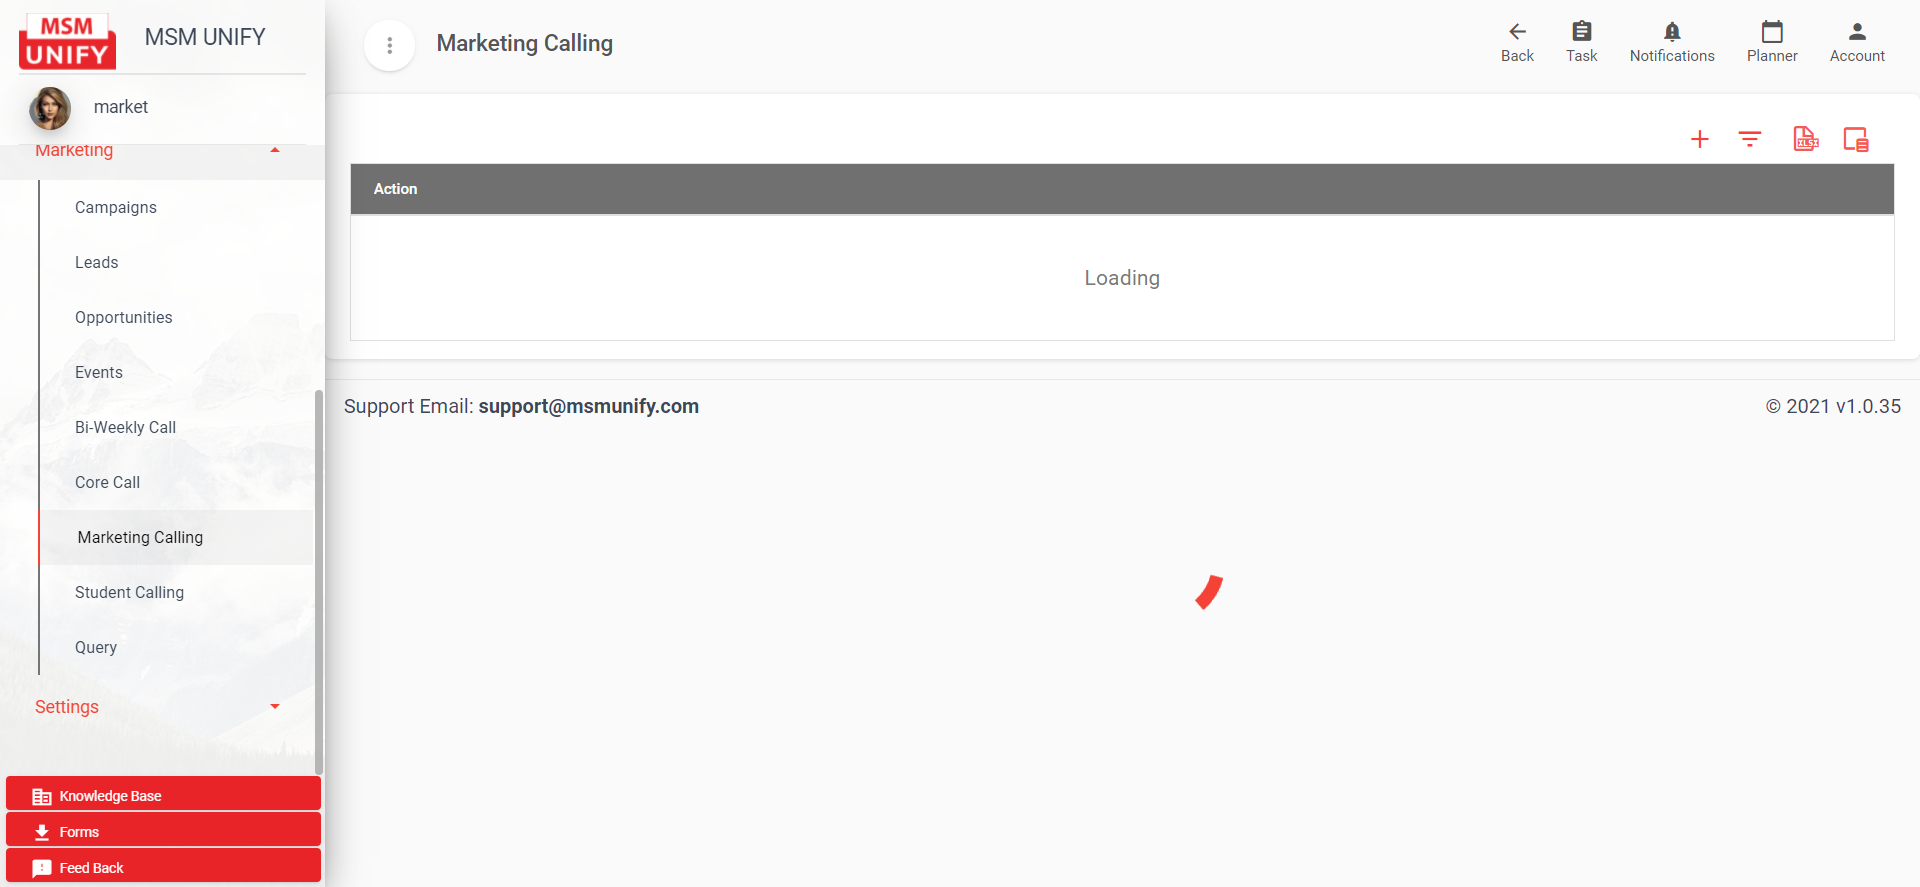 MSM
UNIFY
MSM UNIFY
market
Marketing
Campaigns
Leads
Opportunities
Events
Bi-Weekly Call
Core Call
Marketing Calling
Student Calling
Query
Settings
Knowledge Base
Forms
Feed Back
Marketing Calling
Back
Task
Notifications
Planner
Account
XLSX
Action
Loading
Support Email: support@msmunify.com
© 2021 v1.0.35